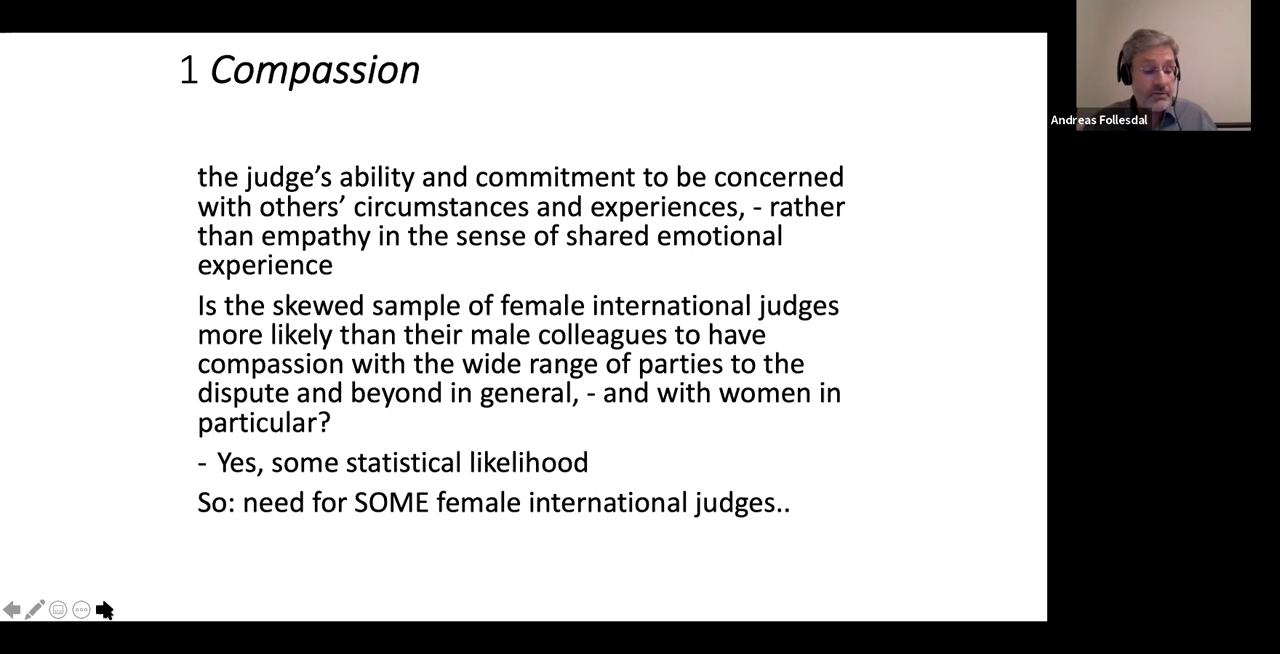 1 Compassion
Andreas Follesdal
the judge’s ability and commitment to be concerned
with others’ circumstances and experiences, - rather
than empathy in the sense of shared emotional
experience
Is the skewed sample of female international judges
more likely than their male colleagues to have
compassion with the wide range of parties to the
dispute and beyond in general, - and with women in
particular?
- Yes, some statistical likelihood
So: need for SOME female international judges..